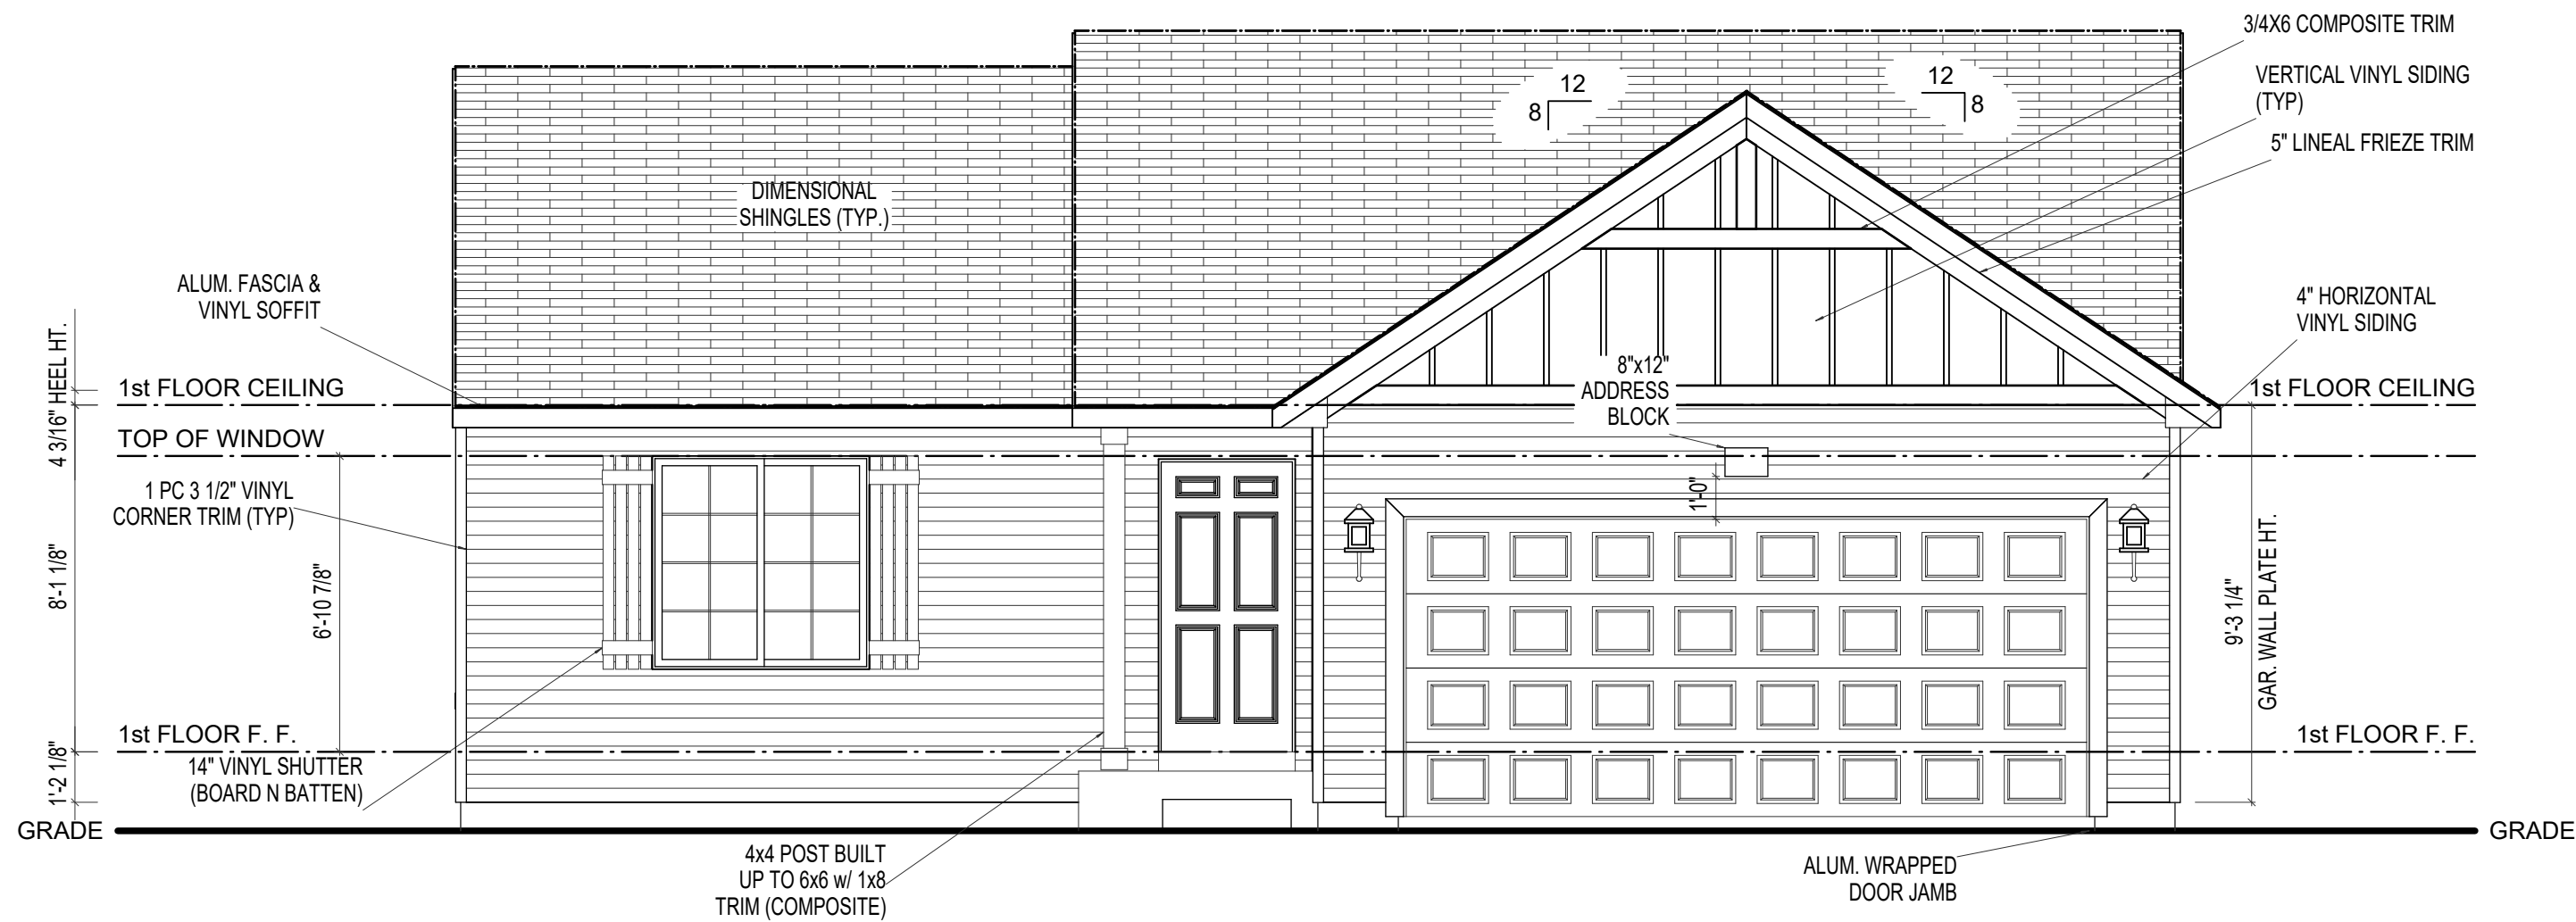 3/4X6 COMPOSITE TRIM
VERTICAL VINYL SIDING
(TYP)
5" LINEAL FRIEZE TRIM
12
8
12
8
DIMENSIONAL
SHINGLES (TYP.)
ALUM. FASCIA &
VINYL SOFFIT
4" HORIZONTAL
VINYL SIDING
4 3/16" HEEL HT.
1st FLOOR CEILING
8"x12"
ADDRESS
BLOCK
1st FLOOR CEILING
TOP OF WINDOW
1 PC 3 1/2" VINYL
CORNER TRIM (TYP)
1'-0"
8'-1 1/8"
6'-10 7/8"
9'-3 1/4"
GAR. WALL PLATE HT.
1st FLOOR F. F.
1st FLOOR F. F.
14" VINYL SHUTTER
(BOARD N BATTEN)
1'-2 1/8"
GRADE
GRADE
4x4 POST BUILT
UP TO 6x6 w/ 1x8
TRIM (COMPOSITE)
ALUM. WRAPPED
DOOR JAMB